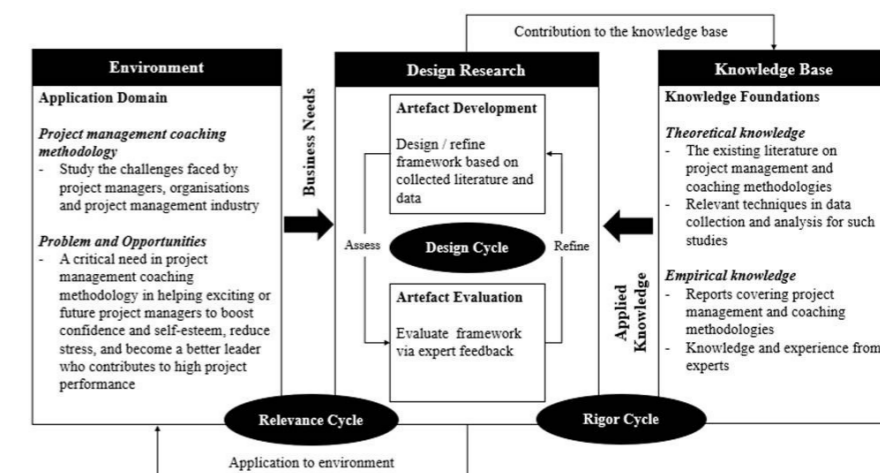 Contribution to the knowledge base
Environment
Application Domain
Project management coaching
methodology
- Study the challenges faced by
project managers, organisations
and project management industry
Problem and Opportunities
- A critical need in project
management coaching
methodology in helping exciting or
future project managers to boost
confidence and self-esteem, reduce
stress, and become a better leader
who contributes to high project
performance
Business Needs
Relevance Cycle
Design Research
Artefact Development
Design / refine
framework based on
collected literature and
data
Assess
Design Cycle
Refine
Artefact Evaluation
Evaluate framework
via expert feedback
Applied
Knowledge
Rigor Cycle
Knowledge Base
Knowledge Foundations
Theoretical knowledge
- The existing literature on
project management and
coaching methodologies
- Relevant techniques in data
collection and analysis for such
studies
Empirical knowledge
- Reports covering project
management and coaching
methodologies
- Knowledge and experience from
experts
Application to environment